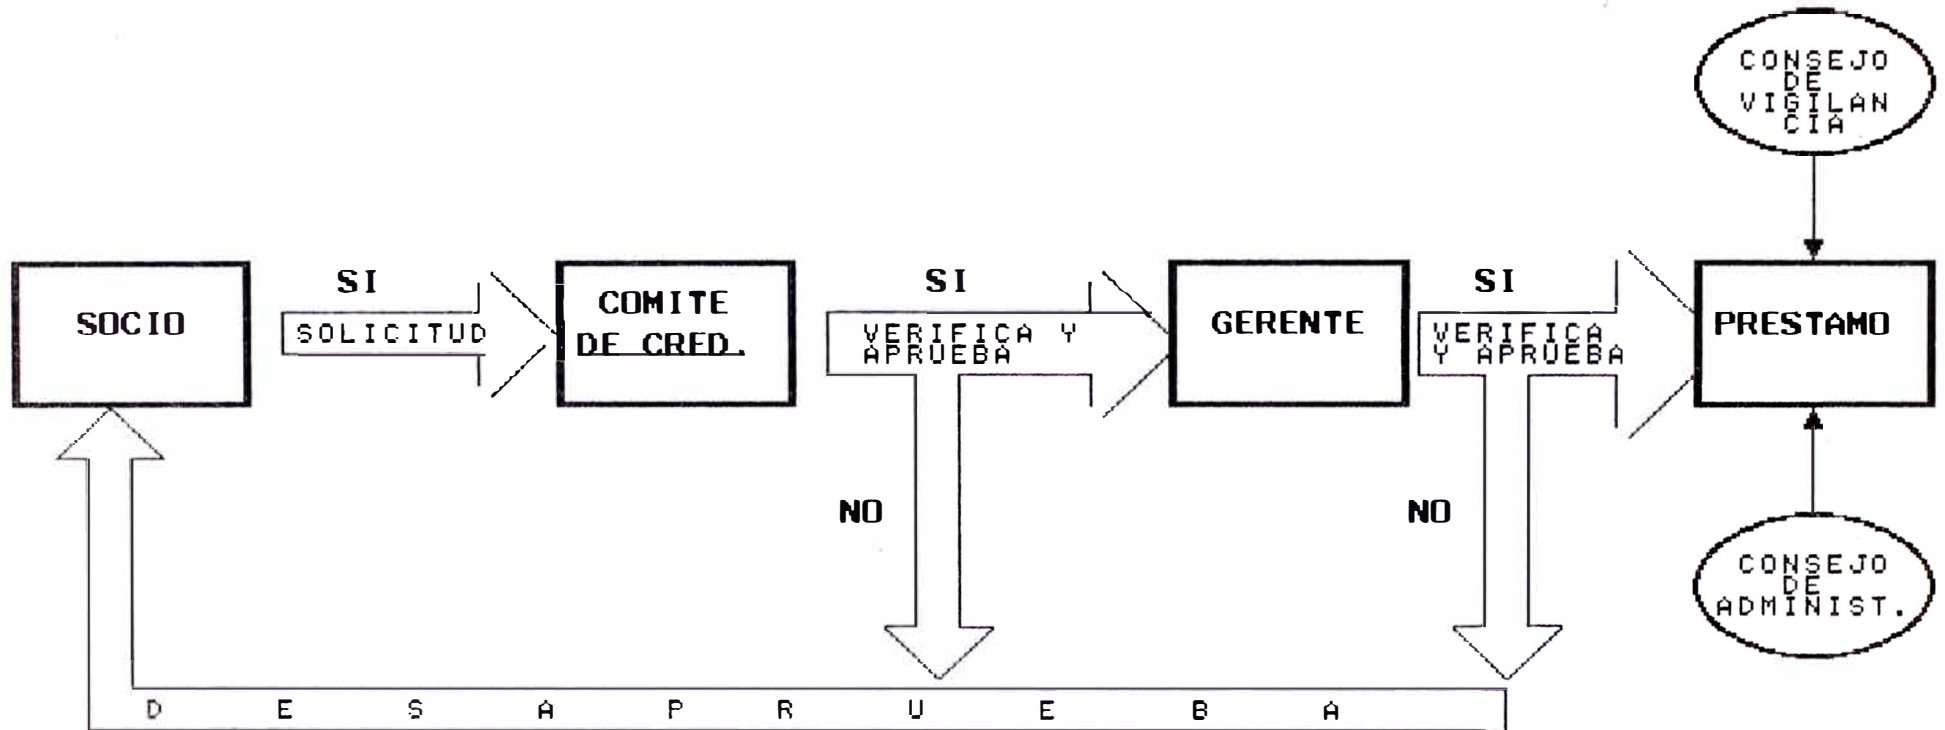 CONSEJO
DE
VIGILAN
CIA
SOCIO
SI
SOLICITUD
COMITE
DE CRED.
SI
VERIFICA Y
APRUEBA
GERENTE
SI
VERIFICA
Y APRUEBA
PRESTAMO
NO
NO
CONSEJO
DE
ADMINIST.
D E S A P R U E B A